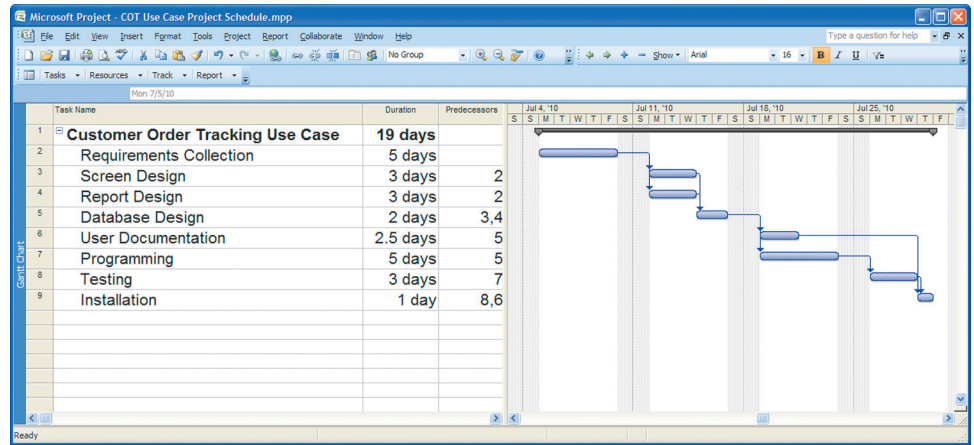 Microsoft Project - COT Use Case Project Schedule.mpp
File Edit View Insert Format Tools Project Report Collaborate Window Help Type a question for help
No Group Show Arial 16 B I U
Tasks Resources Track Report
Mon 7/5/10
Task Name Duration Predecessors Jul 4, '10 Jul 11, '10 Jul 18, '10 Jul 25, '10
S S M T W T F S S M T W T F S S M T W T F S S M T W T F
1 Customer Order Tracking Use Case 19 days
2 Requirements Collection 5 days
3 Screen Design 3 days 2
4 Report Design 3 days 2
5 Database Design 2 days 3,4
6 User Documentation 2.5 days 5
7 Programming 5 days 5
8 Testing 3 days 7
9 Installation 1 day 8,6
Gantt Chart
Ready